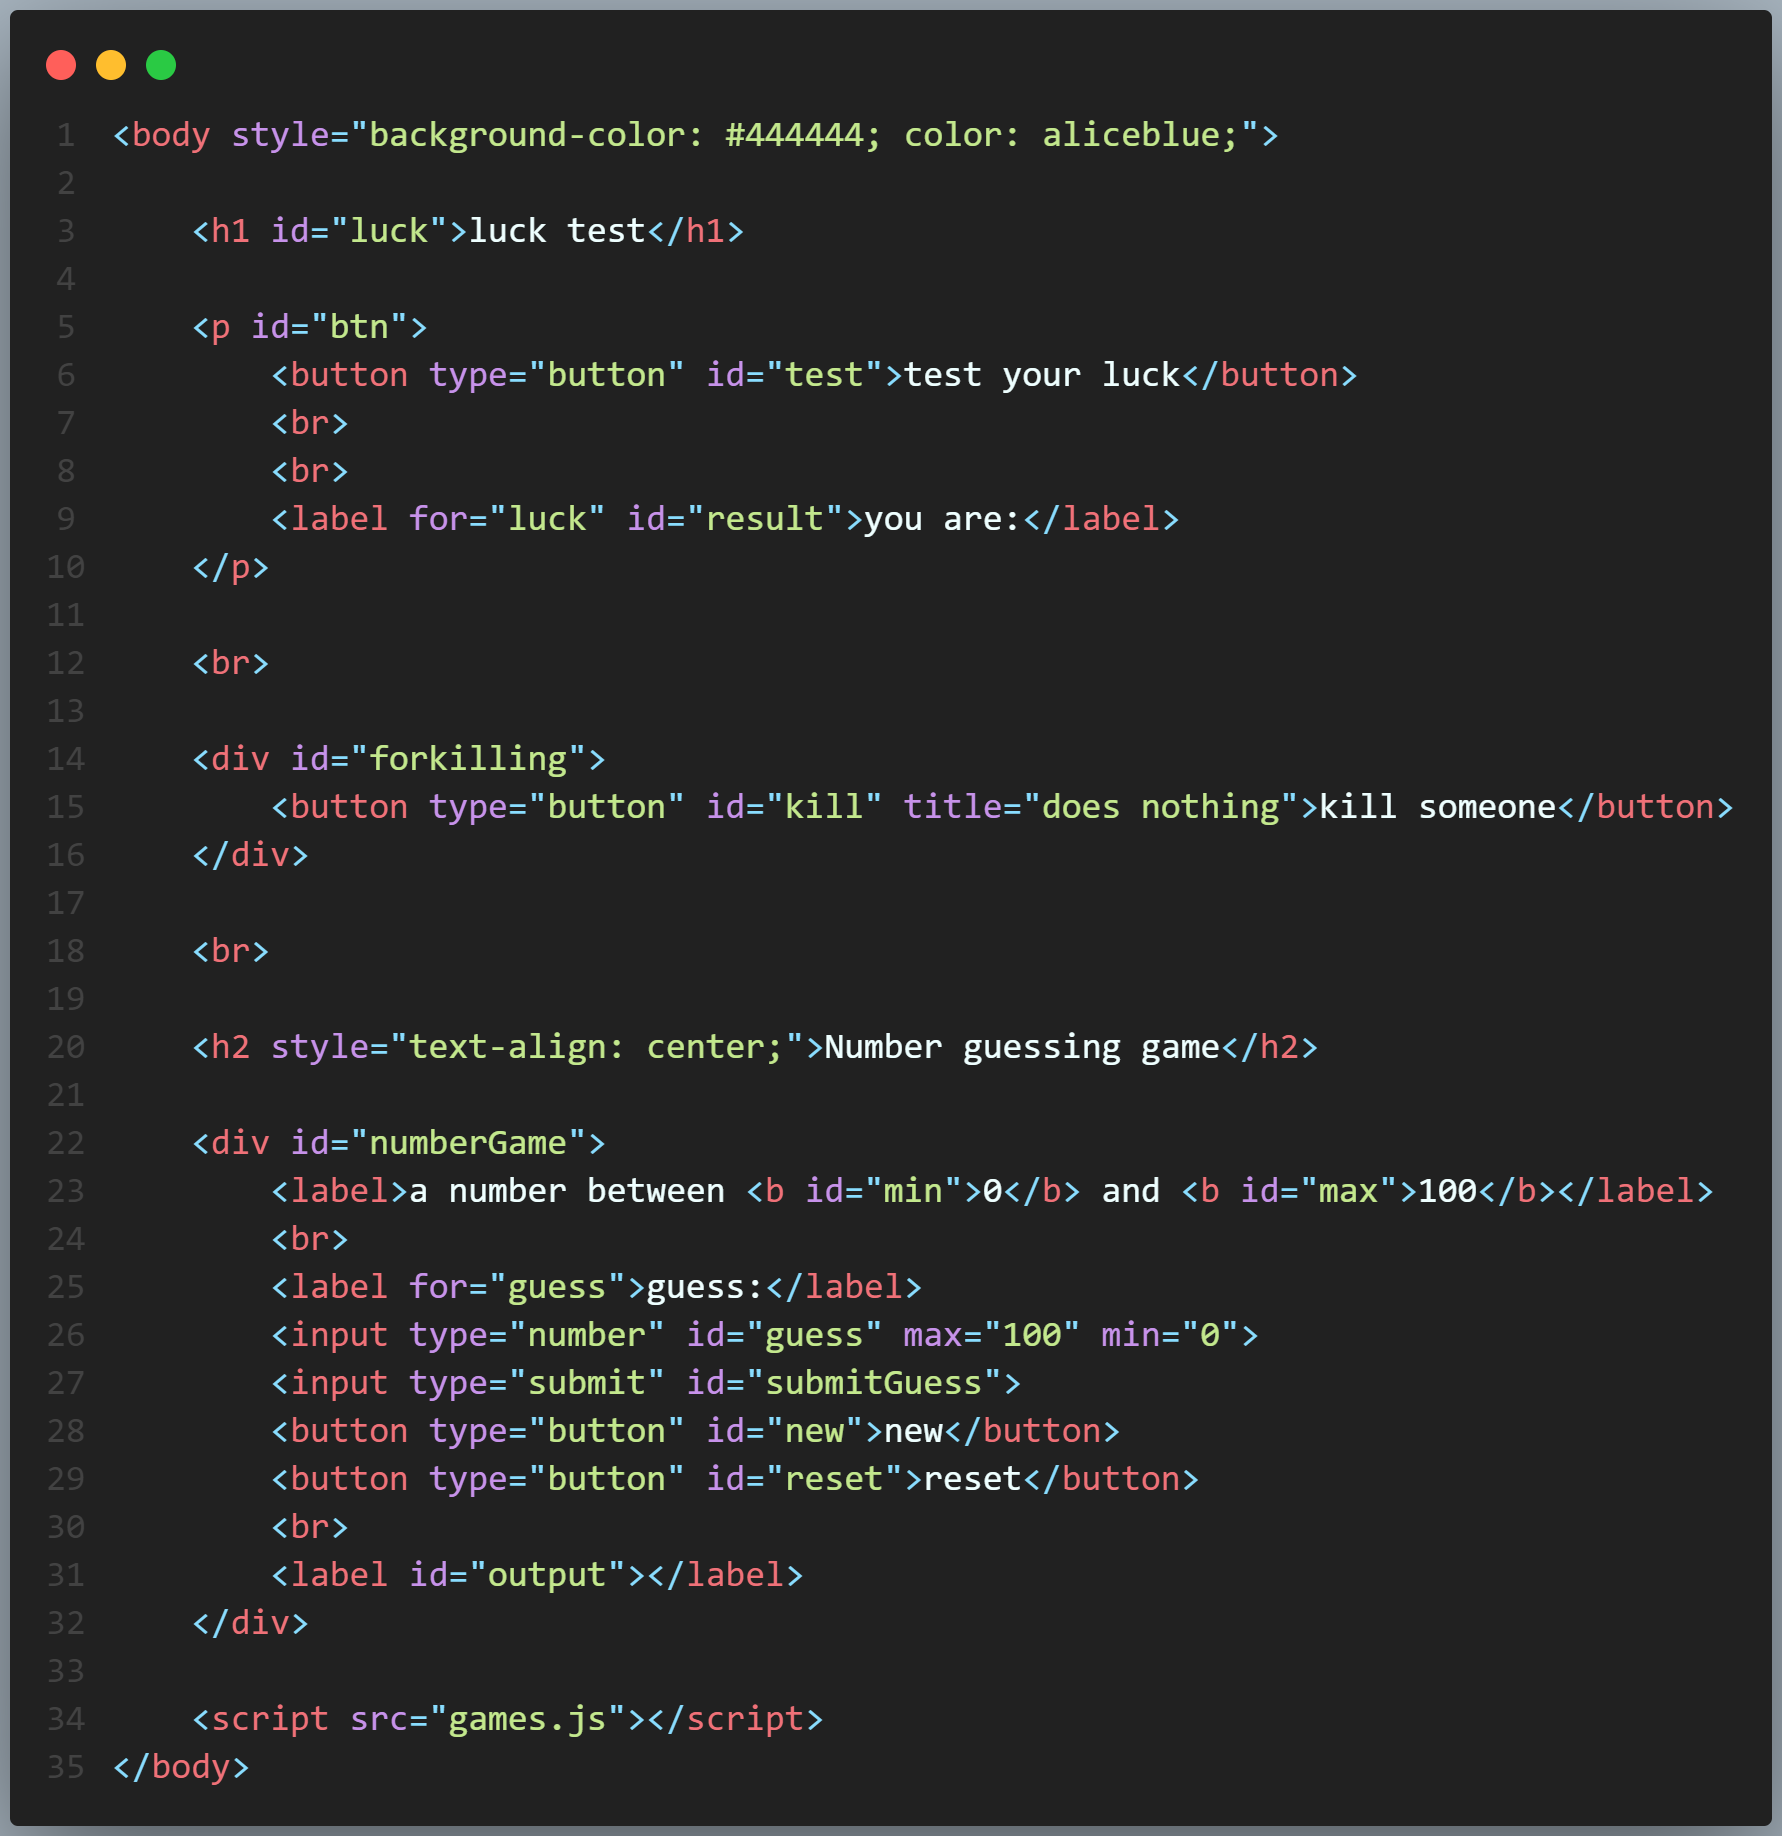 1 <body style="background-color: #444444; color: aliceblue;">
2
3     <h1 id="luck">luck test</h1>
4
5     <p id="btn">
6         <button type="button" id="test">test your luck</button>
7         <br>
8         <br>
9         <label for="luck" id="result">you are:</label>
10     </p>
11
12     <br>
13
14     <div id="forkilling">
15         <button type="button" id="kill" title="does nothing">kill someone</button>
16     </div>
17
18     <br>
19
20     <h2 style="text-align: center;">Number guessing game</h2>
21
22     <div id="numberGame">
23         <label>a number between <b id="min">0</b> and <b id="max">100</b></label>
24         <br>
25         <label for="guess">guess:</label>
26         <input type="number" id="guess" max="100" min="0">
27         <input type="submit" id="submitGuess">
28         <button type="button" id="new">new</button>
29         <button type="button" id="reset">reset</button>
30         <br>
31         <label id="output"></label>
32     </div>
33
34     <script src="games.js"></script>
35 </body>